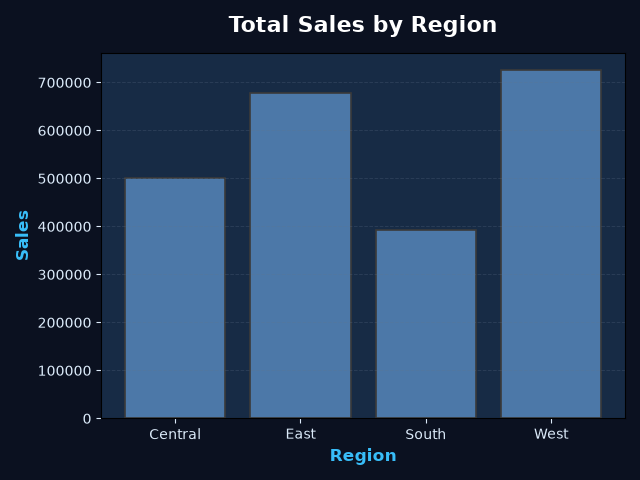 Total Sales by Region
700000
600000
500000
400000
300000
200000
100000
0
Sales
Central
East
South
West
Region